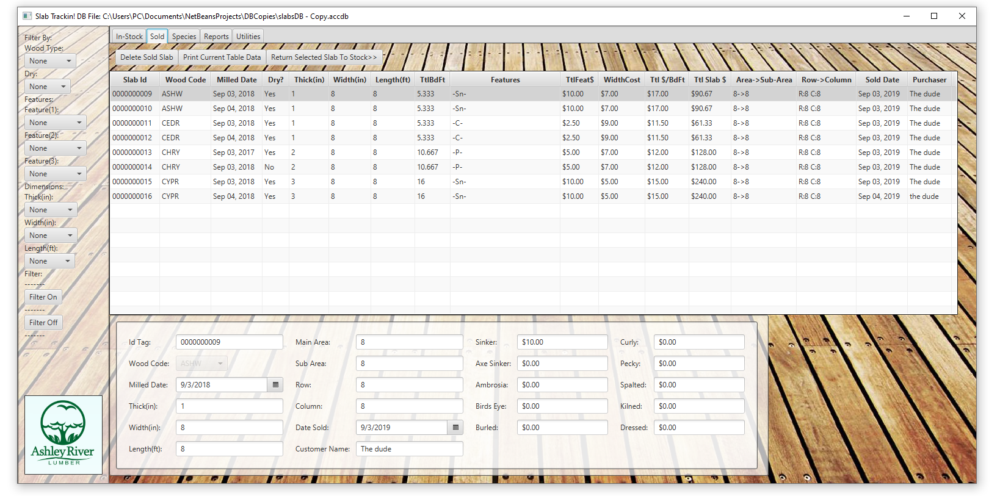 Slab Trackin! DB File: C:\Users\PC\Documents\NetBeansProjects\DBCopies\slabsDB - Copy.accdb
In-Stock Sold Species Reports Utilities
Delete Sold Slab Print Current Table Data Return Selected Slab To Stock>>
Filter By:
Wood Type:
None
Dry:
None
Features:
Feature(1):
None
Feature(2):
None
Feature(3):
None
Dimensions:
Thick(in):
None
Width(in):
None
Length(ft):
None
Filter:
-------
Filter On
-------
Filter Off
-------
Ashley River
LUMBER
Slab Id Wood Code Milled Date Dry? Thick(in) Width(in) Length(ft) TtlBdFt Features TtlFeat$ WidthCost Ttl $/BdFt Ttl Slab $ Area->Sub-Area Row->Column Sold Date Purchaser
0000000009 ASHW Sep 03, 2018 Yes 1 8 8 5.333 -Sn- $10.00 $7.00 $17.00 $90.67 8->8 R:8 C:8 Sep 03, 2019 The dude
0000000010 ASHW Sep 04, 2018 Yes 1 8 8 5.333 -Sn- $10.00 $7.00 $17.00 $90.67 8->8 R:8 C:8 Sep 03, 2019 The dude
0000000011 CEDR Sep 03, 2018 Yes 1 8 8 5.333 -C- $2.50 $9.00 $11.50 $61.33 8->8 R:8 C:8 Sep 03, 2019 The dude
0000000012 CEDR Sep 04, 2018 Yes 1 8 8 5.333 -C- $2.50 $9.00 $11.50 $61.33 8->8 R:8 C:8 Sep 03, 2019 The dude
0000000013 CHRY Sep 03, 2017 Yes 2 8 8 10.667 -P- $5.00 $7.00 $12.00 $128.00 8->8 R:8 C:8 Sep 03, 2019 The dude
0000000014 CHRY Sep 03, 2018 No 2 8 8 10.667 -P- $5.00 $7.00 $12.00 $128.00 8->8 R:8 C:8 Sep 03, 2019 The dude
0000000015 CYPR Sep 03, 2018 Yes 3 8 8 16 -Sn- $10.00 $5.00 $15.00 $240.00 8->8 R:8 C:8 Sep 03, 2019 The dude
0000000016 CYPR Sep 04, 2018 Yes 3 8 8 16 -Sn- $10.00 $5.00 $15.00 $240.00 8->8 R:8 C:8 Sep 04, 2019 the dude
Id Tag: 0000000009 Main Area: 8 Sinker: $10.00 Curly: $0.00
Wood Code: ASHW Sub Area: 8 Axe Sinker: $0.00 Pecky: $0.00
Milled Date: 9/3/2018 Row: 8 Ambrosia: $0.00 Spalted: $0.00
Thick(in): 1 Column: 8 Birds Eye: $0.00 Kilned: $0.00
Width(in): 8 Date Sold: 9/3/2019 Burled: $0.00 Dressed: $0.00
Length(ft): 8 Customer Name: The dude